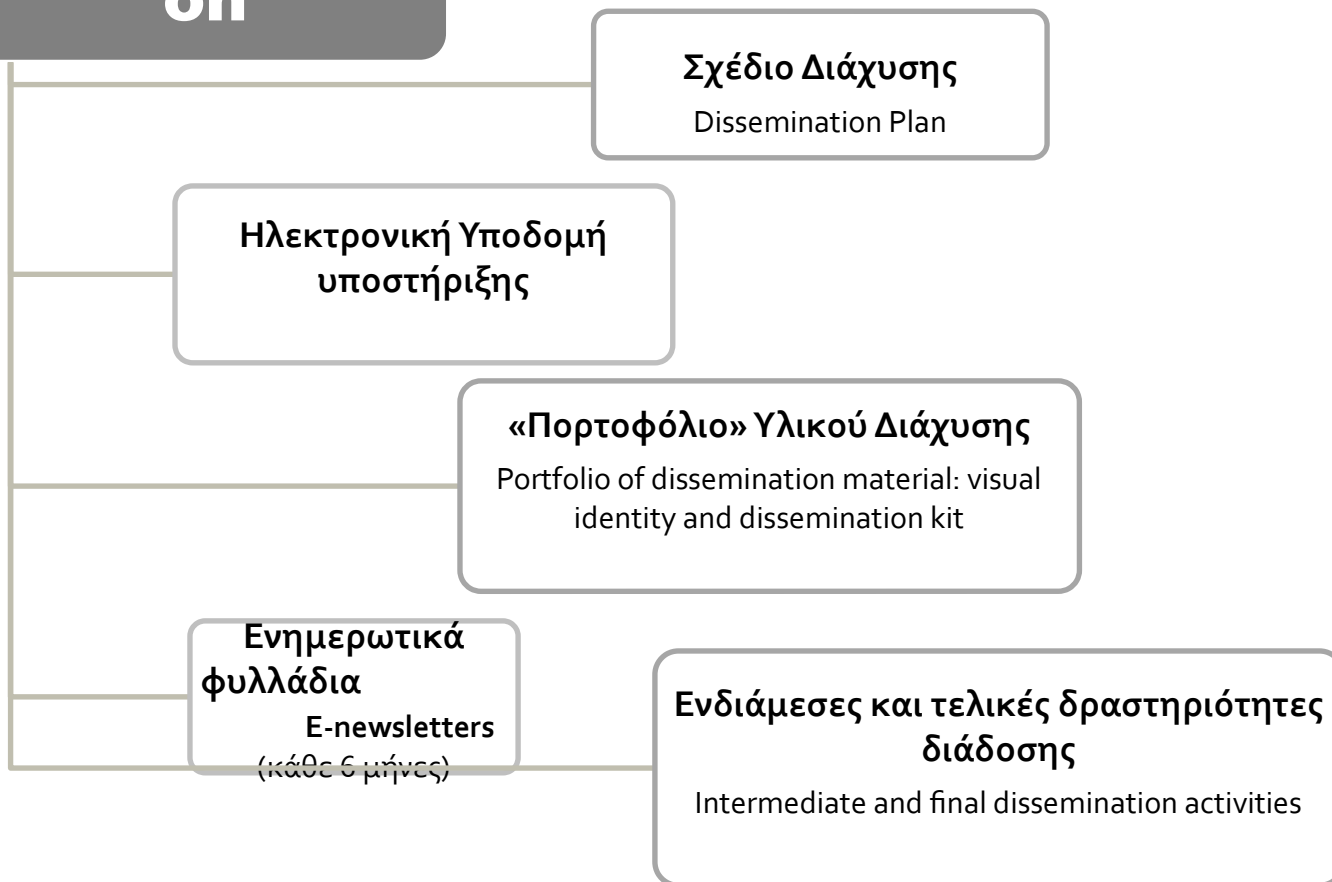 on
Σχέδιο Διάχυσης
Dissemination Plan
Ηλεκτρονική Υποδομή
υποστήριξης
«Πορτοφόλιο» Υλικού Διάχυσης
Portfolio of dissemination material: visual
identity and dissemination kit
Ενημερωτικά
φυλλάδια
E-newsletters
(κάθε 6 μήνες)
Ενδιάμεσες και τελικές δραστηριότητες
διάδοσης
Intermediate and final dissemination activities